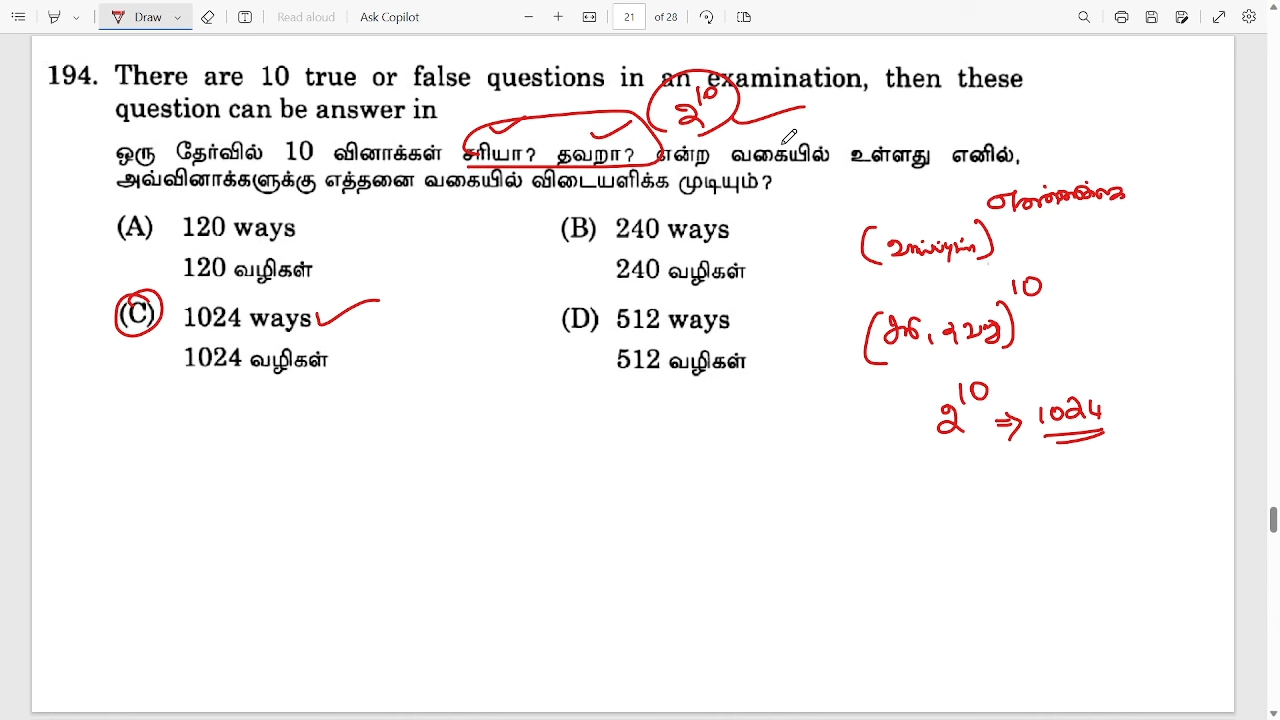 Draw
Read aloud
Ask Copilot
21 of 28
194. There are 10 true or false questions in an examination, then these
question can be answer in
2^10
ஒரு தேர்வில் 10 வினாக்கள் சரியா? தவறா? என்ற வகையில் உள்ளது எனில்,
அவ்வினாக்களுக்கு எத்தனை வகையில் விடையளிக்க முடியும்?
(A) 120 ways
120 வழிகள்
(B) 240 ways
240 வழிகள்
(C) 1024 ways
1024 வழிகள்
(D) 512 ways
512 வழிகள்
(சரி, தவறு)^10
2^10 ⇒ 1024